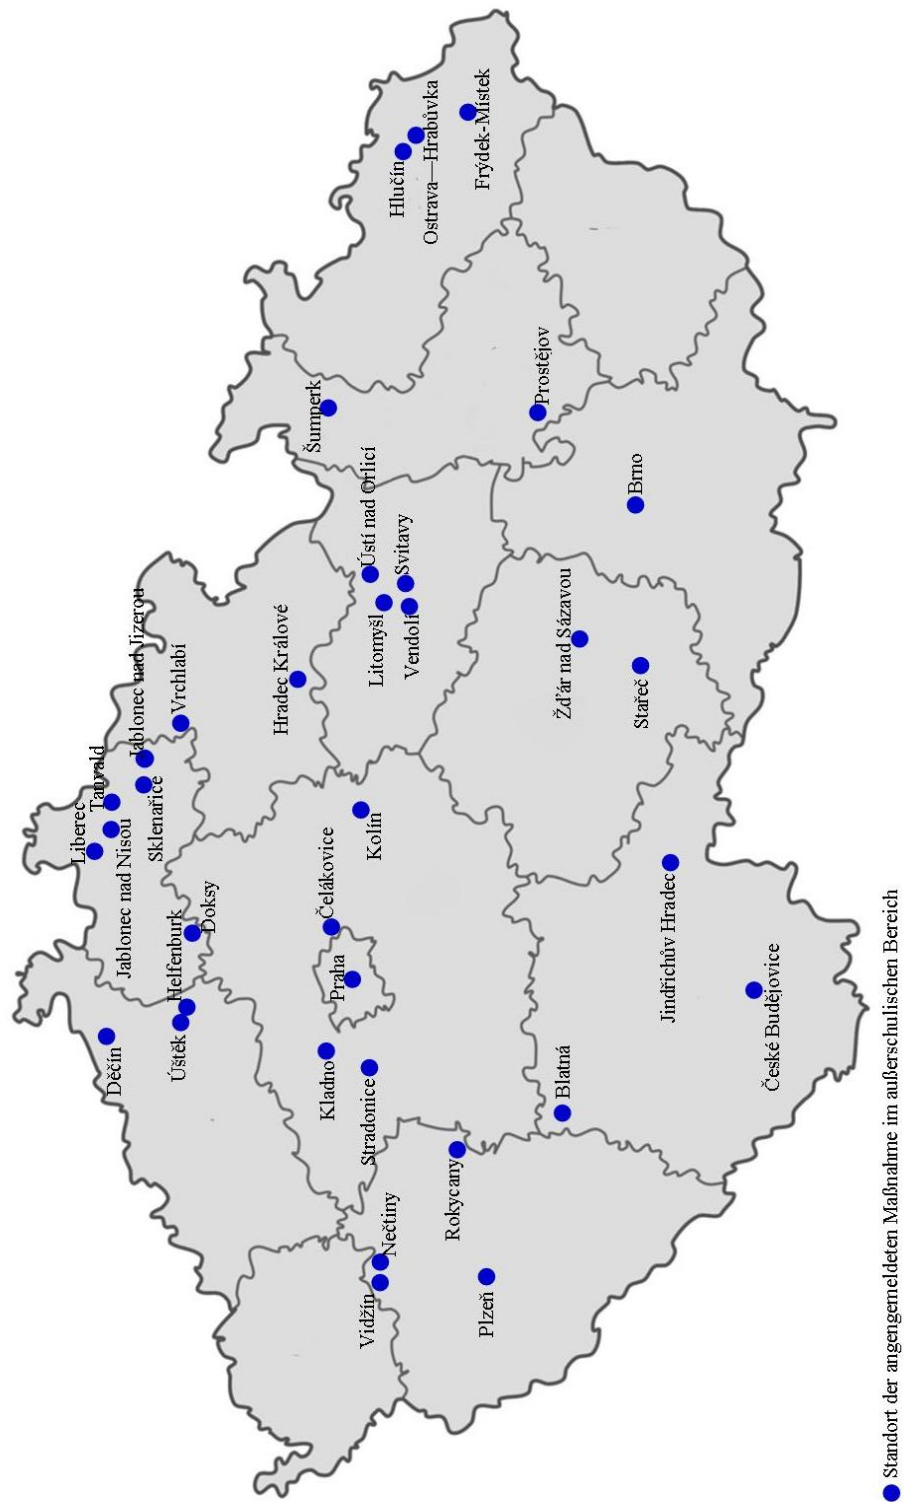 Liberec
Tanvald
Jablonec nad Jizerou
Jablonec nad Nisou
Sklenařice
Vrchlabí
Děčín
Úštěk
Helfenburk
Doksy
Hradec Králové
Šumperk
Hlučín
Ostrava—Hrabůvka
Frýdek-Místek
Kladno
Praha
Čelákovice
Kolín
Stradonice
Litomyšl
Ústí nad Orlicí
Vendolí
Svitavy
Vidžín
Nečtiny
Rokycany
Plzeň
Prostějov
Blatná
Žďár nad Sázavou
Stařeč
Brno
Jindřichův Hradec
České Budějovice
Standort der angengemeldeten Maßnahme im außerschulischen Bereich